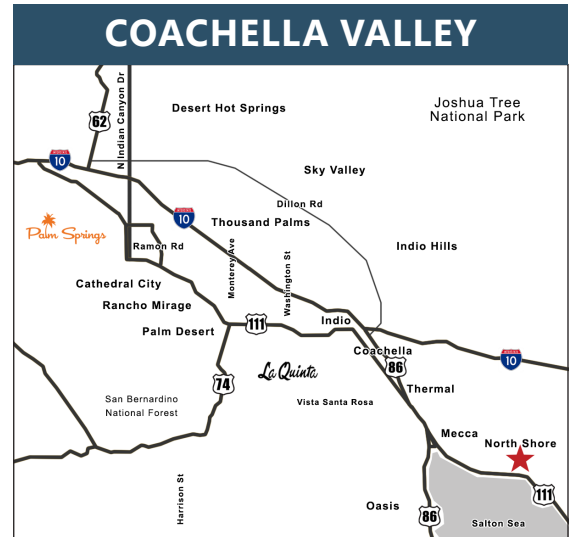 COACHELLA VALLEY
N Indian Canyon Dr
62
Desert Hot Springs
Joshua Tree
National Park
10
Sky Valley
Dillon Rd
10
Thousand Palms
Palm Springs
Ramon Rd
Indio Hills
Monterey Ave
Washington St
Cathedral City
Rancho Mirage
Palm Desert
111
Indio
Coachella
10
86
La Quinta
74
Thermal
San Bernardino
National Forest
Vista Santa Rosa
Mecca
North Shore
Harrison St
Oasis
86
111
Salton Sea